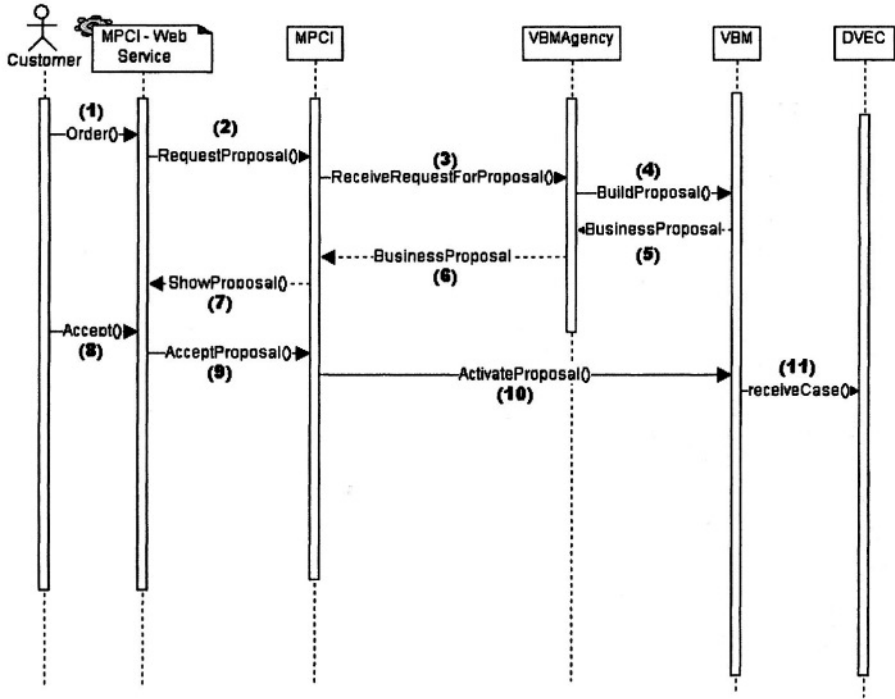 Customer
MPCI - Web
Service
MPCI
VBMAgency
VBM
DVEC
(1)
Order()
(2)
RequestProposal()
(3)
ReceiveRequestForProposal()
(4)
BuildProposal()
BusinessProposal
(5)
BusinessProposal
(6)
ShowProposal()
(7)
Accept()
(8)
AcceptProposal()
(9)
ActivateProposal()
(10)
(11)
receiveCase()